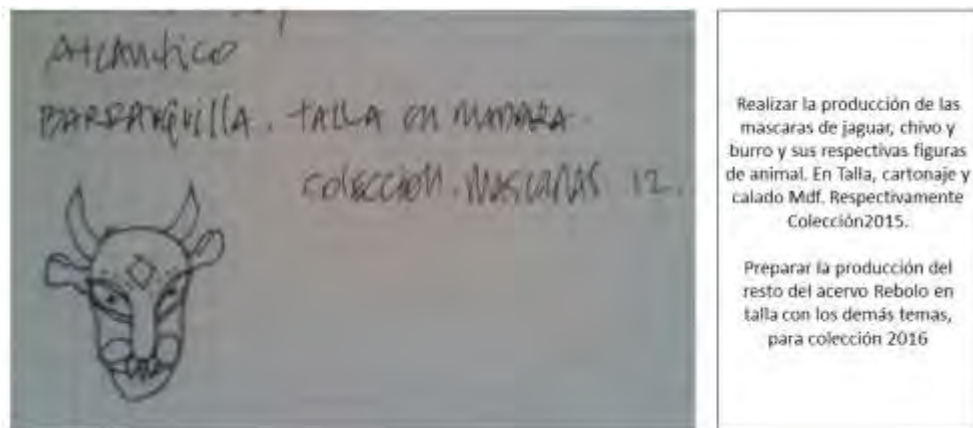 Atlantico
BARRANQUILLA. TALLA EN MADERA.
colección. MASCARAS 12.
Realizar la producción de las
mascaras de jaguar, chivo y
burro y sus respectivas figuras
de animal. En Talla, cartonaje y
calado Mdf. Respectivamente
Colección2015.
Preparar la producción del
resto del acervo Rebolo en
talla con los demás temas,
para colección 2016